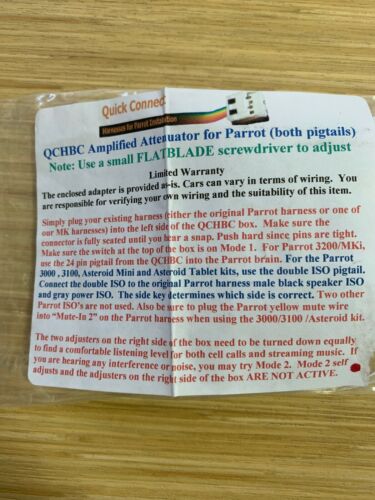 Quick Connec
Harnesses for Parrot Installation
QCHBC Amplified Attenuator for Parrot (both pigtails)
Note: Use a small FLATBLADE screwdriver to adjust
Limited Warranty
The enclosed adapter is provided as-is. Cars can vary in terms of wiring. You
are responsible for verifying your own wiring and the suitability of this item.
Simply plug your existing harness (either the original Parrot harness or one of
our MK harnesses) into the left side of the QCHBC box. Make sure the
connector is fully seated until you hear a snap. Push hard since pins are tight.
Make sure the switch at the top of the box is on Mode 1. For Parrot 3200/MKi,
use the 24 pin pigtail from the QCHBC into the Parrot brain. For the Parrot
3000 , 3100, Asteroid Mini and Asteroid Tablet kits, use the double ISO pigtail.
Connect the double ISO to the original Parrot harness male black speaker ISO
and gray power ISO. The side key determines which side is correct. Two other
Parrot ISO's are not used. Also be sure to plug the Parrot yellow mute wire
into "Mute-In 2" on the Parrot harness when using the 3000/3100 /Asteroid kit.
The two adjusters on the right side of the box need to be turned down equally
to find a comfortable listening level for both cell calls and streaming music. If
you are hearing any interference or noise, you may try Mode 2. Mode 2 self
adjusts and the adjusters on the right side of the box ARE NOT ACTIVE.